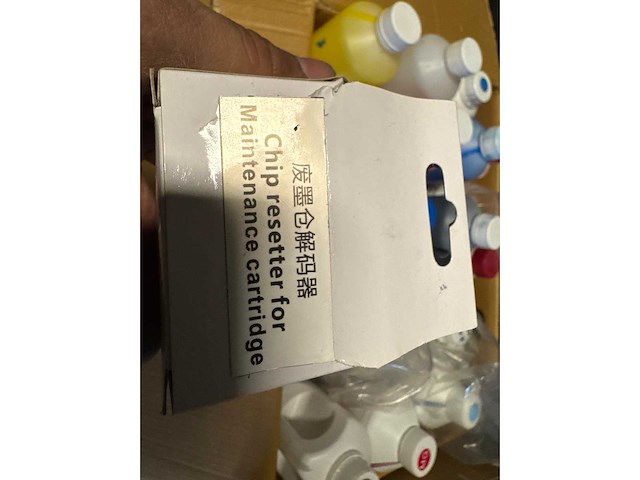 废墨仓解码器
Chip resetter for
Maintenance cartridge